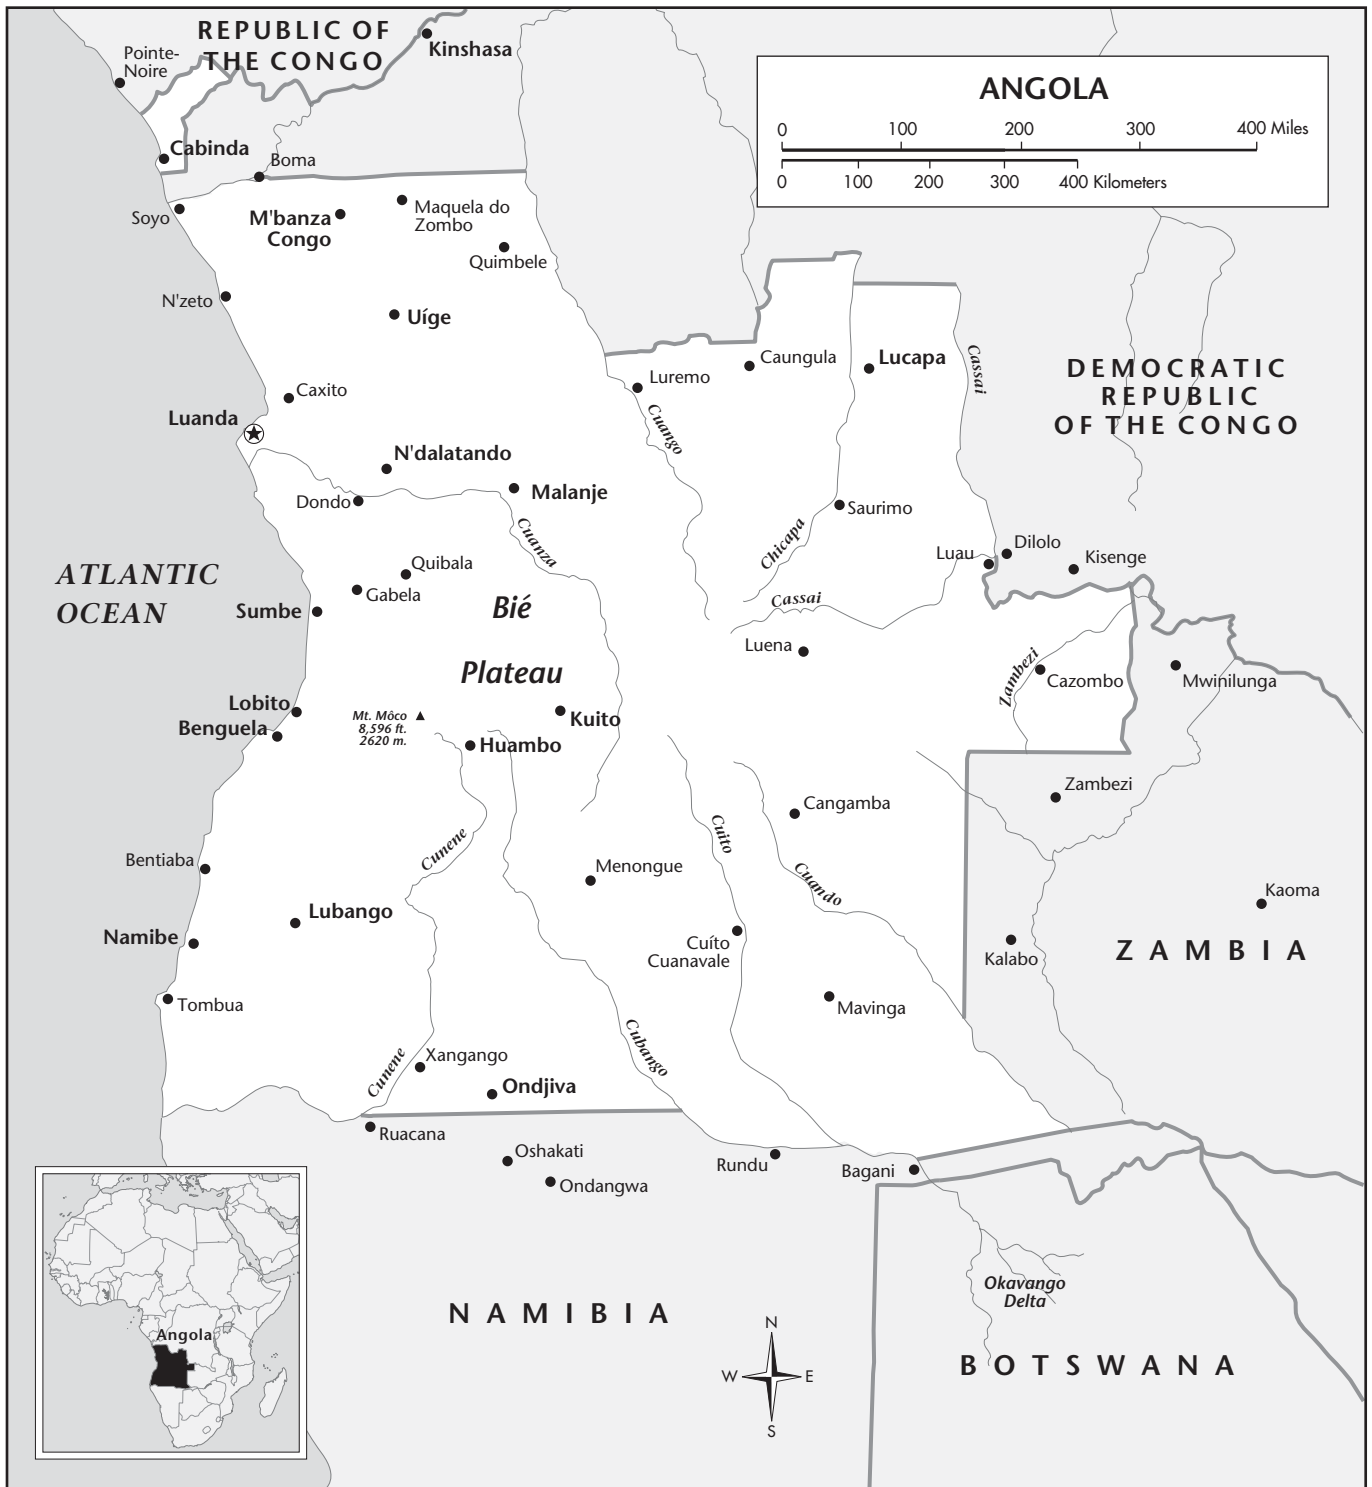 REPUBLIC OF
THE CONGO
Kinshasa
Pointe-
Noire
ANGOLA
0 100 200 300 400 Miles
0 100 200 300 400 Kilometers
Cabinda
Boma
Soyo
M'banza
Congo
Maquela do
Zombo
Quimbele
N'zeto
Uíge
Caungula
Lucapa
Cassai
Luremo
DEMOCRATIC
REPUBLIC
OF THE CONGO
Caxito
Luanda
Cuango
N'dalatando
Malanje
Dondo
Saurimo
Cuanza
Chicapa
Luau
Dilolo
Kisenge
ATLANTIC
OCEAN
Quibala
Gabela
Sumbe
Bié
Plateau
Cassai
Luena
Zambezi
Cazombo
Mwinilunga
Lobito
Benguela
Mt. Môco
8,596 ft.
2620 m.
Kuito
Huambo
Zambezi
Cangamba
Cuito
Cunene
Bentiaba
Menongue
Cuando
Kaoma
Lubango
Namibe
Cuíto
Cuanavale
Kalabo
ZAMBIA
Tombua
Mavinga
Cubango
Xangango
Cunene
Ondjiva
Ruacana
Oshakati
Rundu
Bagani
Ondangwa
Okavango
Delta
NAMIBIA
Angola
N
W E
S
BOTSWANA